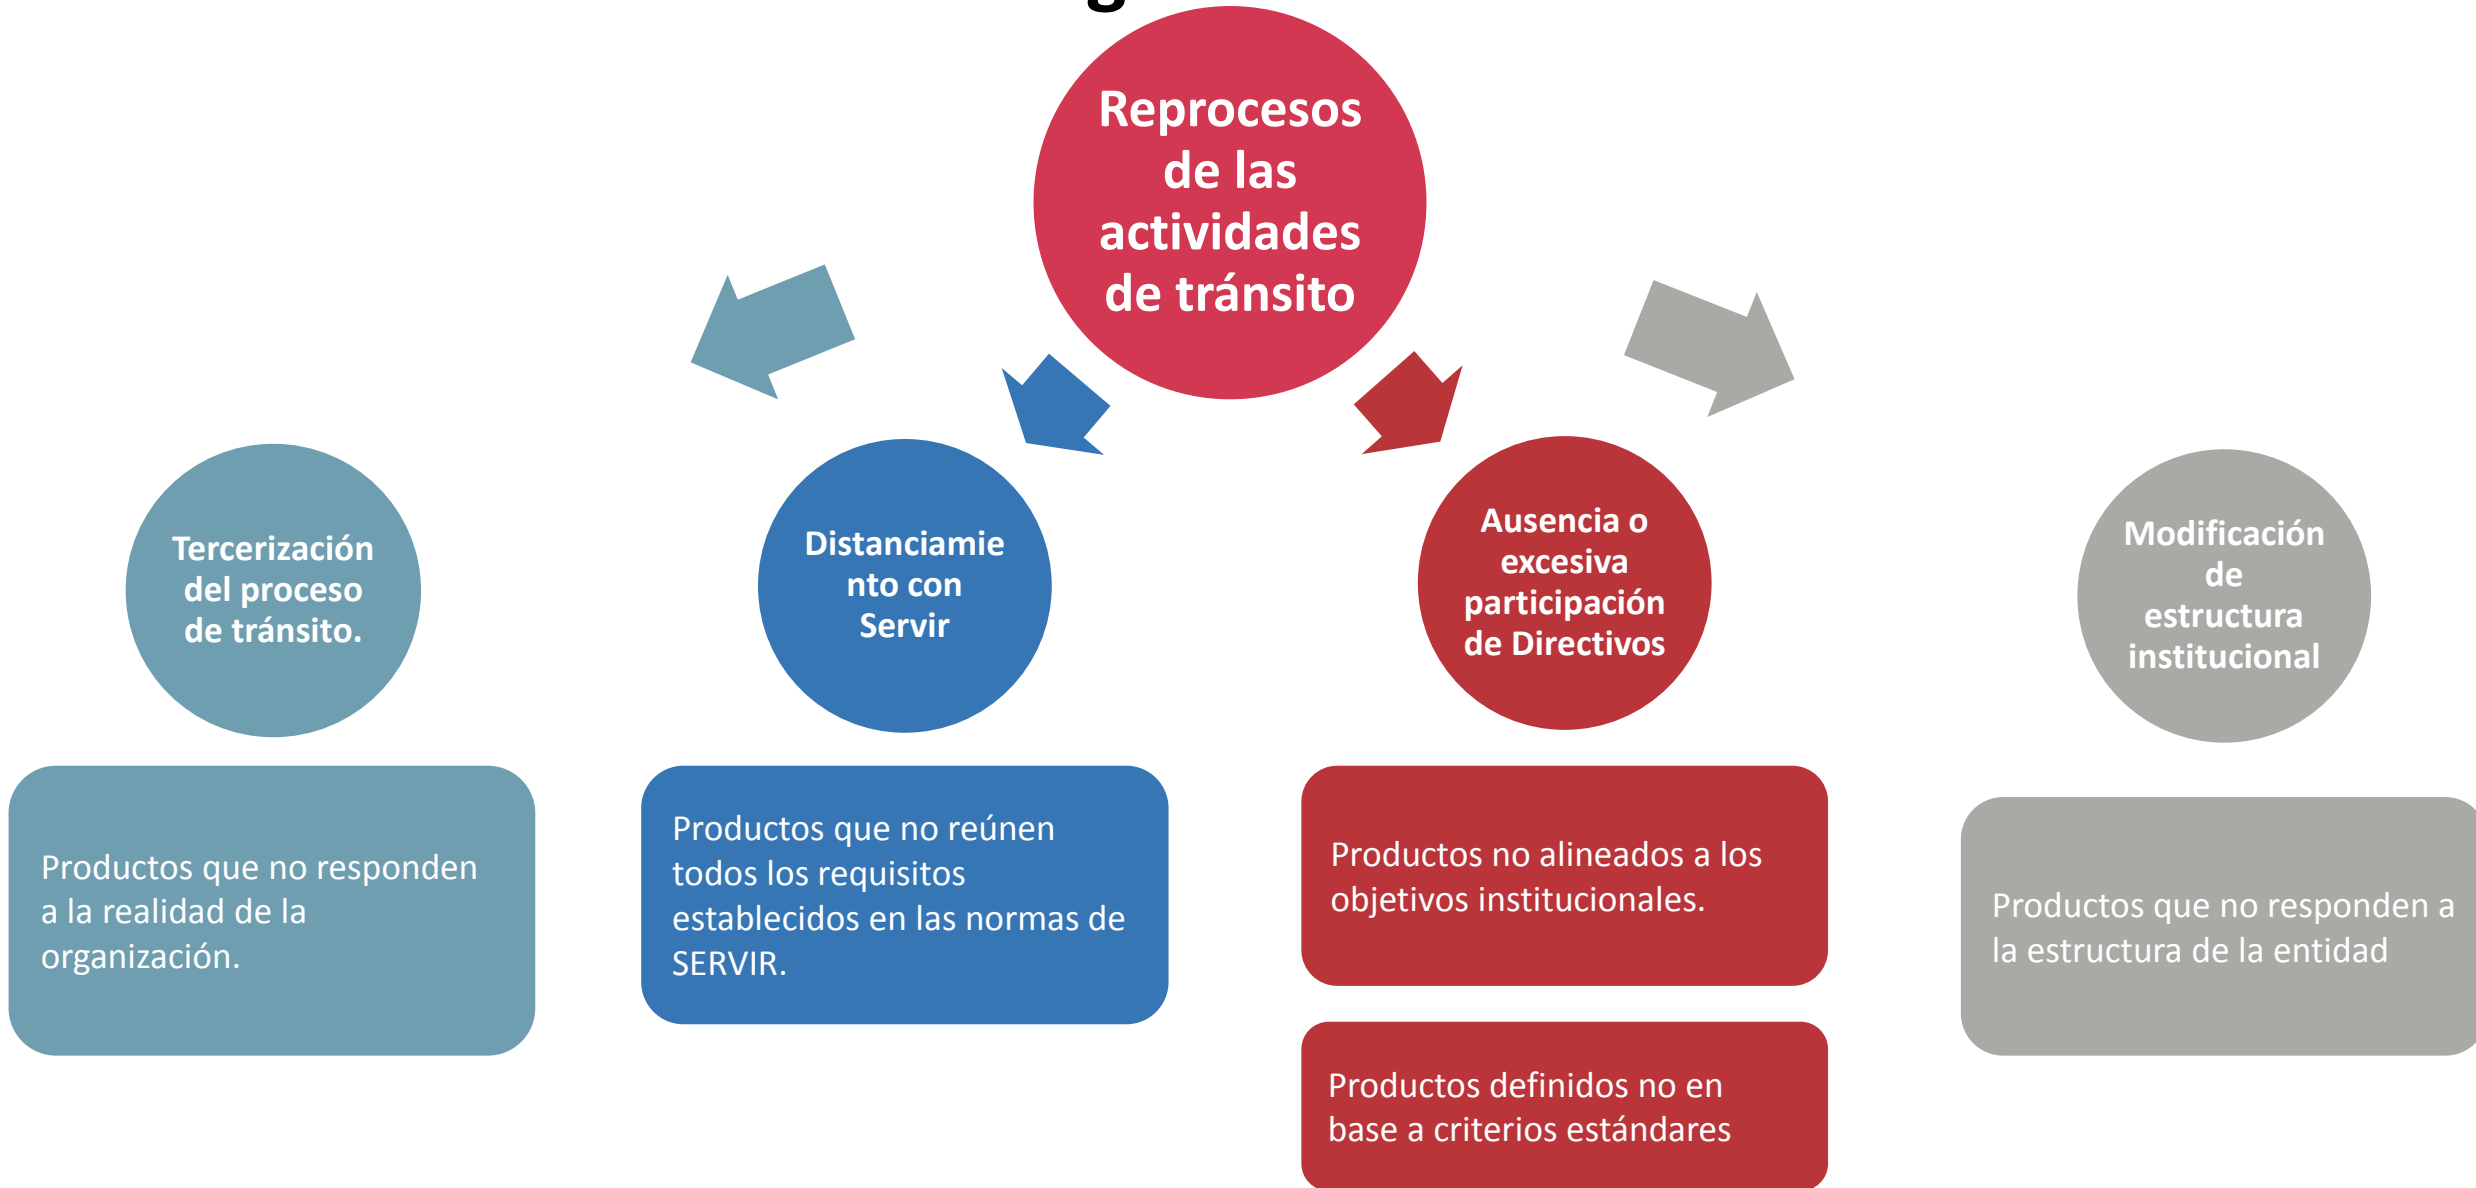 Reprocesos
de las
actividades
de tránsito
Tercerización
del proceso
de tránsito.
Distanciamie
nto con
Servir
Ausencia o
excesiva
participación
de Directivos
Modificación
de
estructura
institucional
Productos que no responden
a la realidad de la
organización.
Productos que no reúnen
todos los requisitos
establecidos en las normas de
SERVIR.
Productos no alineados a los
objetivos institucionales.
Productos definidos no en
base a criterios estándares
Productos que no responden a
la estructura de la entidad